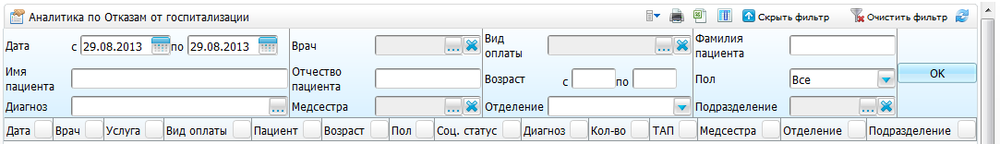 Аналитика по Отказам от госпитализации Скрыть фильтр Очистить фильтр
Дата с 29.08.2013 по 29.08.2013 Врач ... Вид оплаты ... Фамилия пациента
Имя пациента Отчество пациента Возраст с по Пол Все OK
Диагноз ... Медсестра ... Отделение Подразделение ...
Дата Врач Услуга Вид оплаты Пациент Возраст Пол Соц. статус Диагноз Кол-во ТАП Медсестра Отделение Подразделение